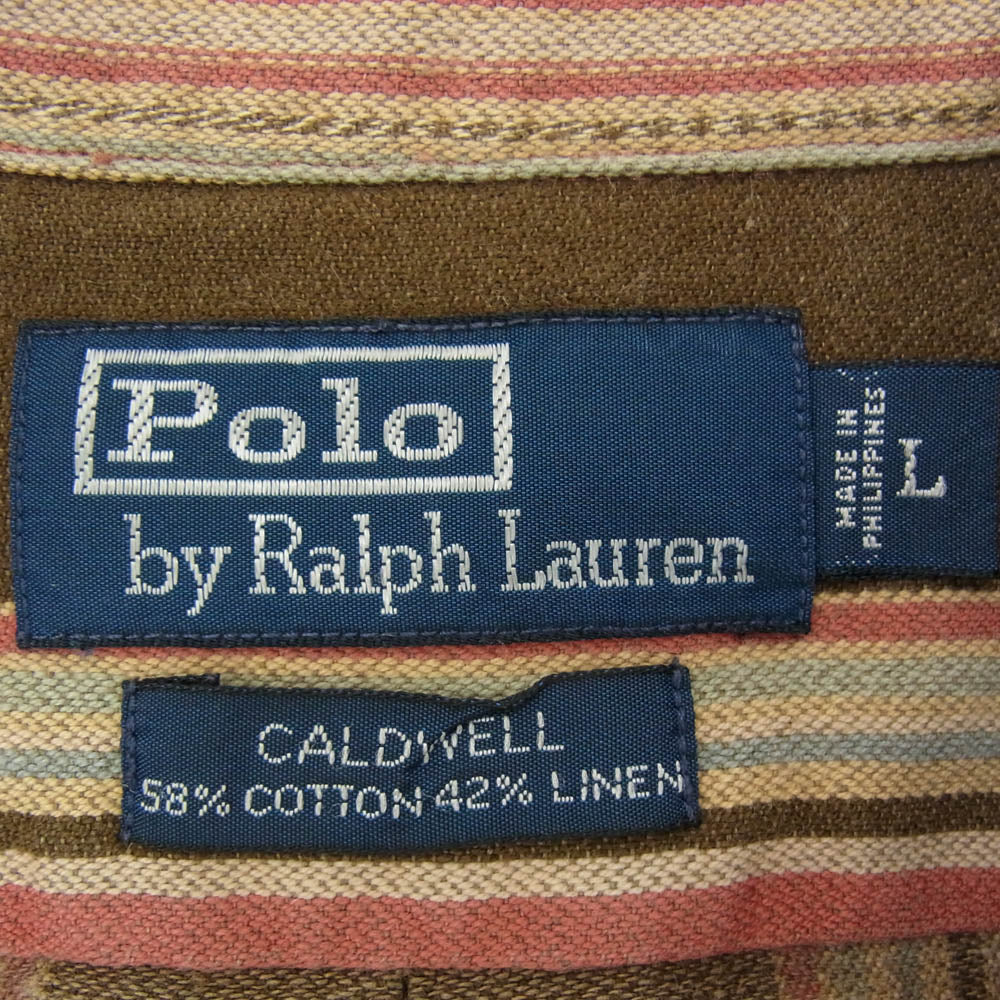 Polo
by Ralph Lauren
MADE IN
PHILIPPINES
L
CALDWELL
58% COTTON 42% LINEN